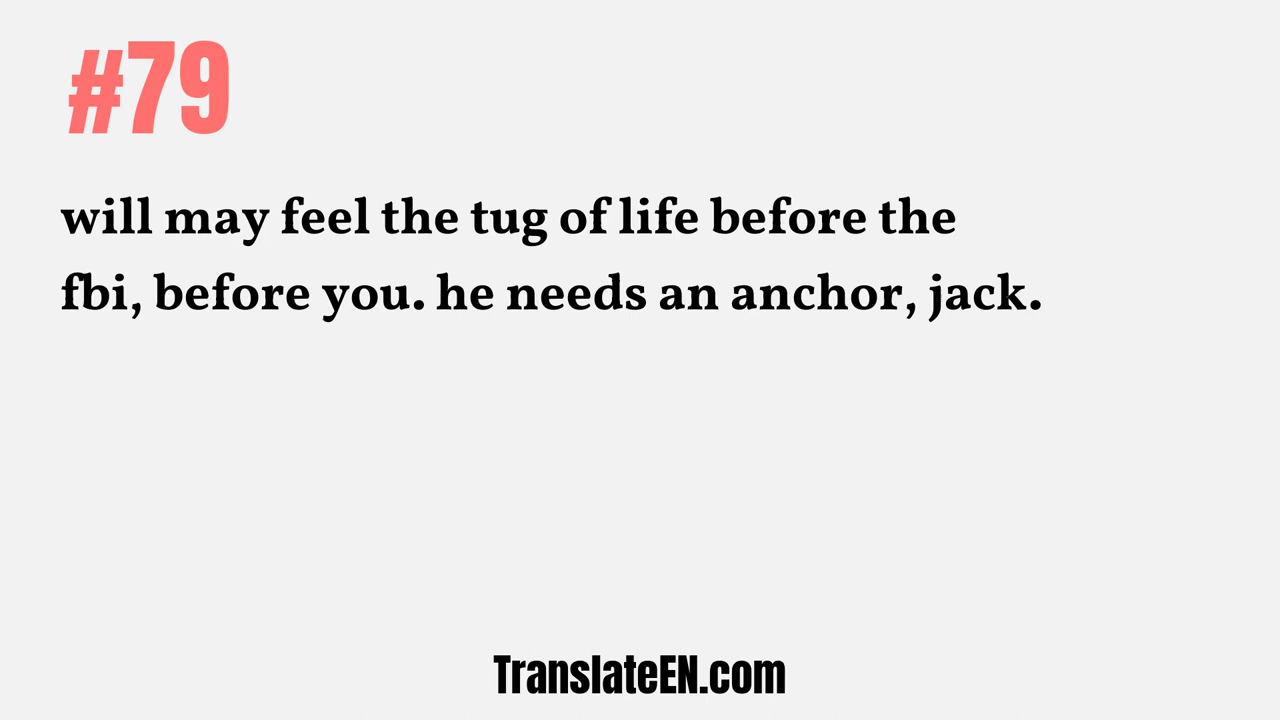 #79
will may feel the tug of life before the
fbi, before you. he needs an anchor, jack.
TranslateEN.com